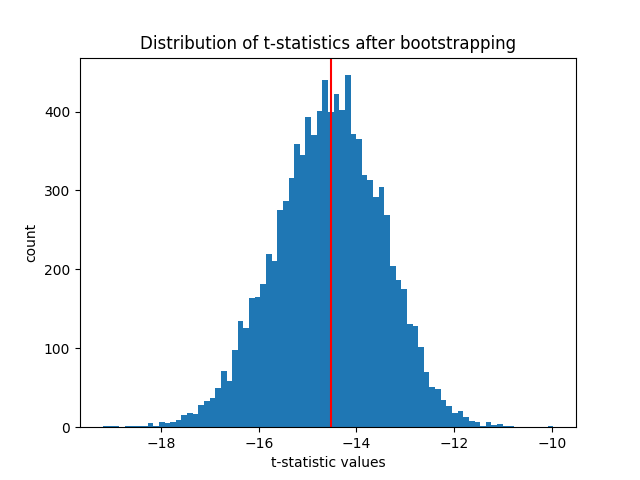 Distribution of t-statistics after bootstrapping
count
400
300
200
100
0
−18 −16 −14 −12 −10
t-statistic values